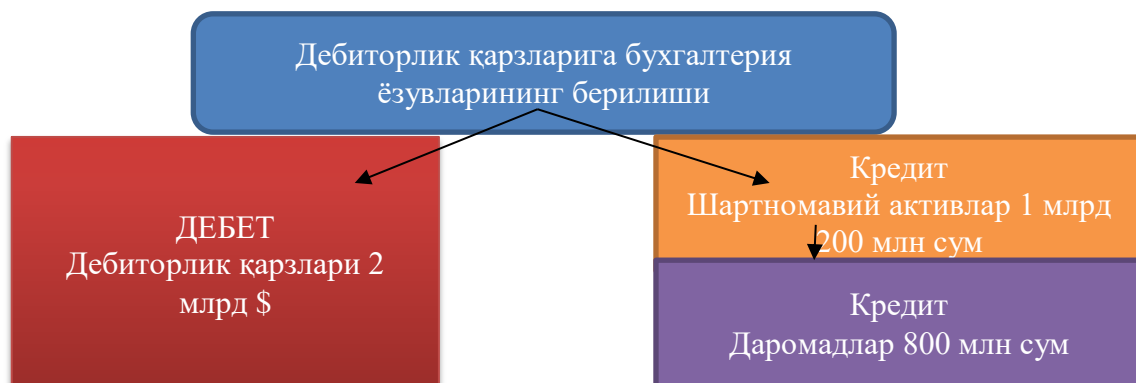 Дебиторлик қарзларига бухгалтерия
ёзувларининг берилиши
ДЕБЕТ
Дебиторлик қарзлари 2
млрд $
Кредит
Шартномавий активлар 1 млрд
200 млн сум
Кредит
Даромадлар 800 млн сум